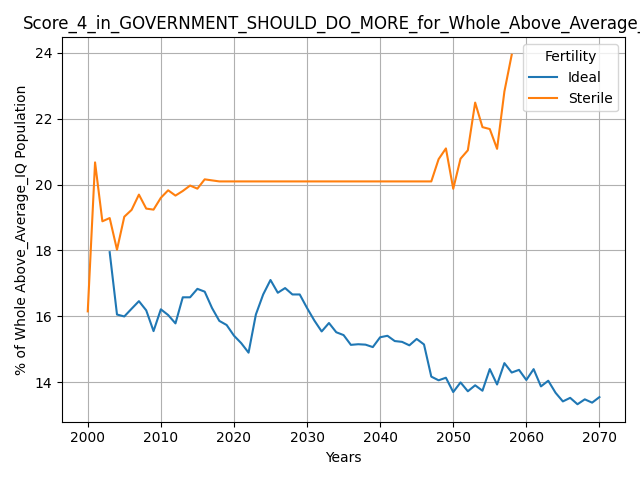 Score_4_in_GOVERNMENT_SHOULD_DO_MORE_for_Whole_Above_Average_
24
22
20
18
16
14
% of Whole Above_Average_IQ Population
Fertility
Ideal
Sterile
2000 2010 2020 2030 2040 2050 2060 2070
Years